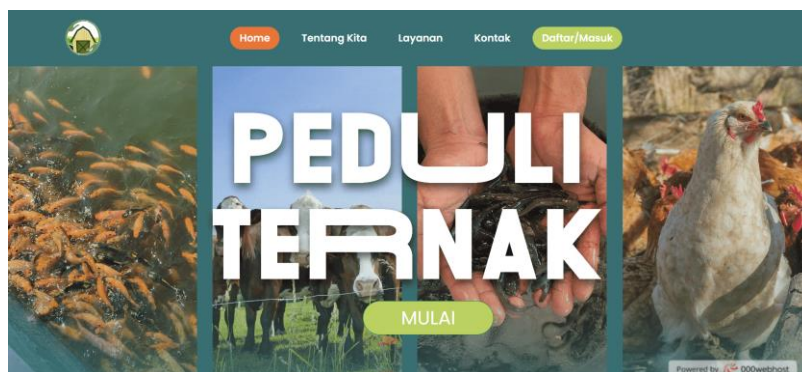 Home Tentang Kita Layanan Kontak Daftar/Masuk
PEDULI
TERNAK
MULAI
Powered by 000webhost